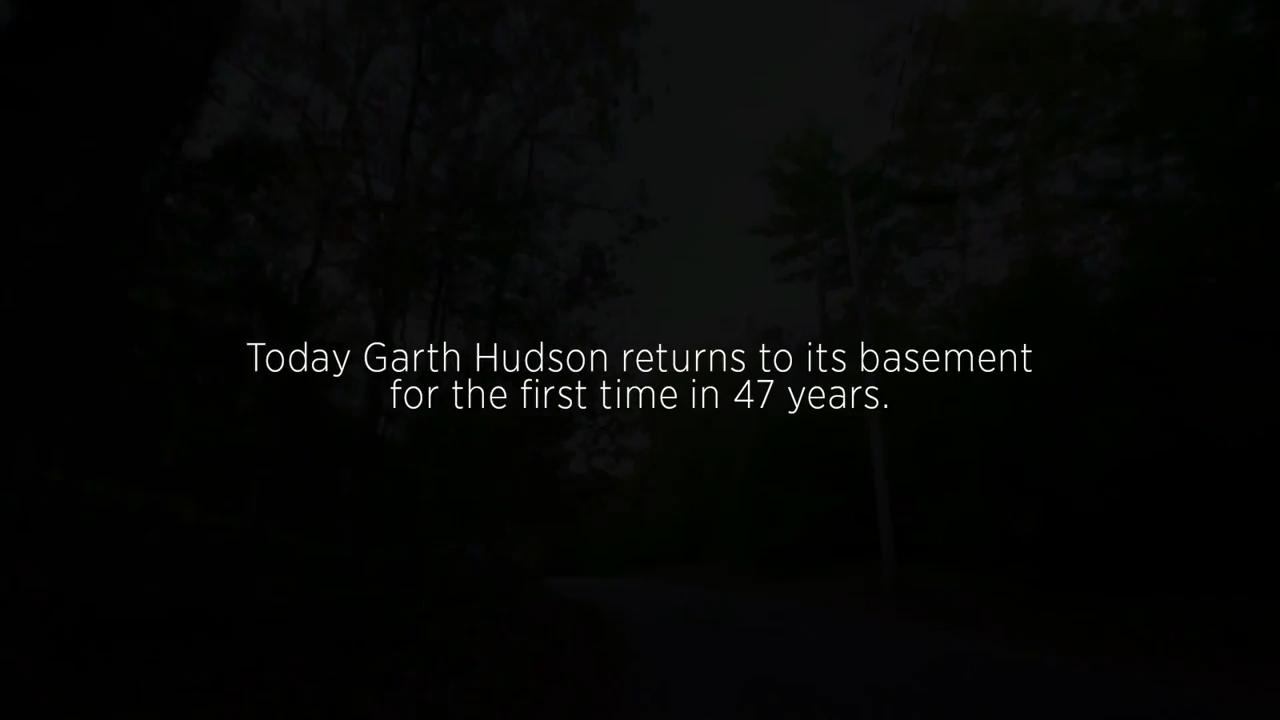 Today Garth Hudson returns to its basement
for the first time in 47 years.